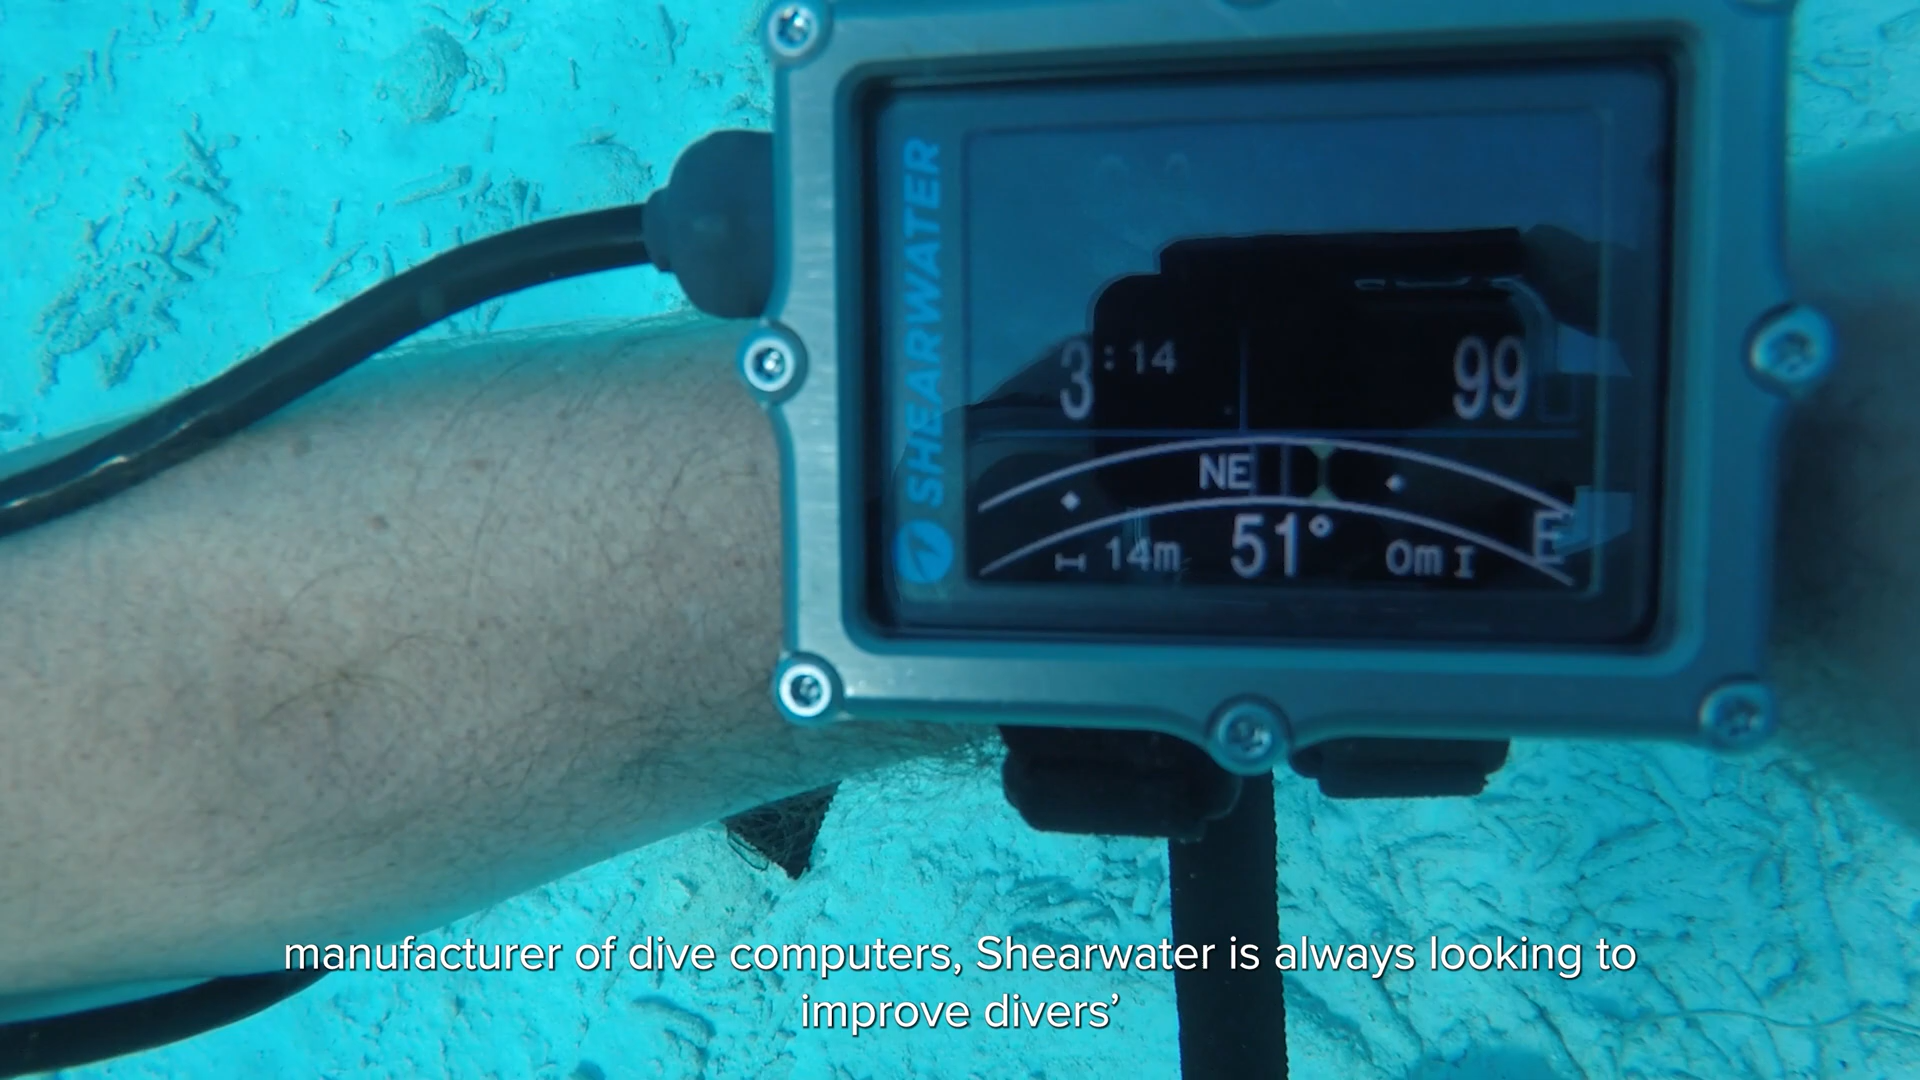 SHEARWATER
3:14
99
NE
E
14m
51°
0m
manufacturer of dive computers, Shearwater is always looking to
improve divers’